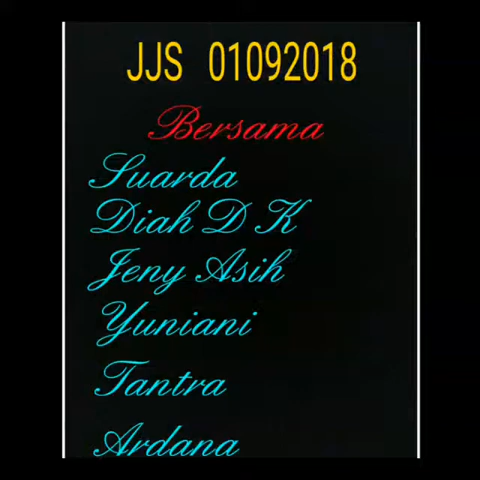 JJS 01092018
Bersama
Suarda
Diah D K
Jeny Asih
Yuniani
Tantra
Ardana